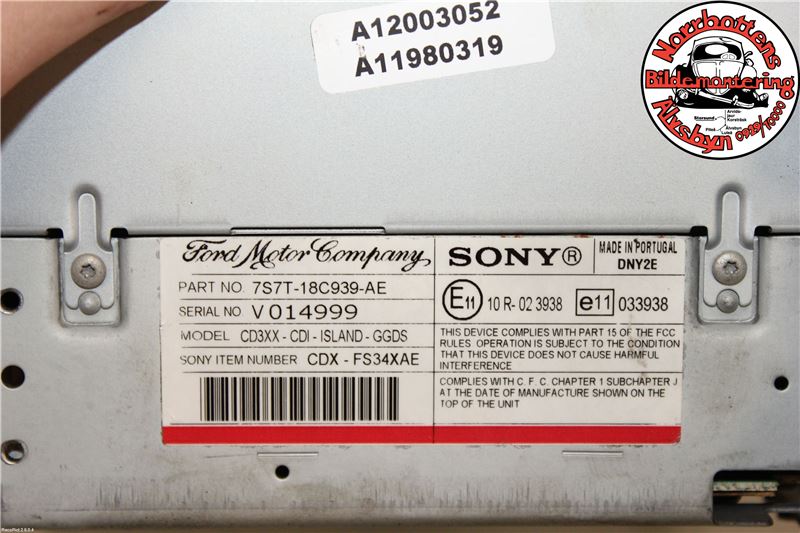 A12003052
A11980319
Norrbottens
Bildemontering
Älvsbyn 0929/10000
Ford Motor Company
PART NO. 7S7T-18C939-AE
SERIAL NO. V014999
MODEL CD3XX - CDI - ISLAND - GGDS
SONY ITEM NUMBER CDX - FS34XAE
SONY®
MADE IN PORTUGAL
DNY2E
E11 10 R- 02 3938 e11 033938
THIS DEVICE COMPLIES WITH PART 15 OF THE FCC
RULES OPERATION IS SUBJECT TO THE CONDITION
THAT THIS DEVICE DOES NOT CAUSE HARMFUL
INTERFERENCE
COMPLIES WITH C. F. C. CHAPTER 1 SUBCHAPTER J
AT THE DATE OF MANUFACTURE SHOWN ON THE
TOP OF THE UNIT